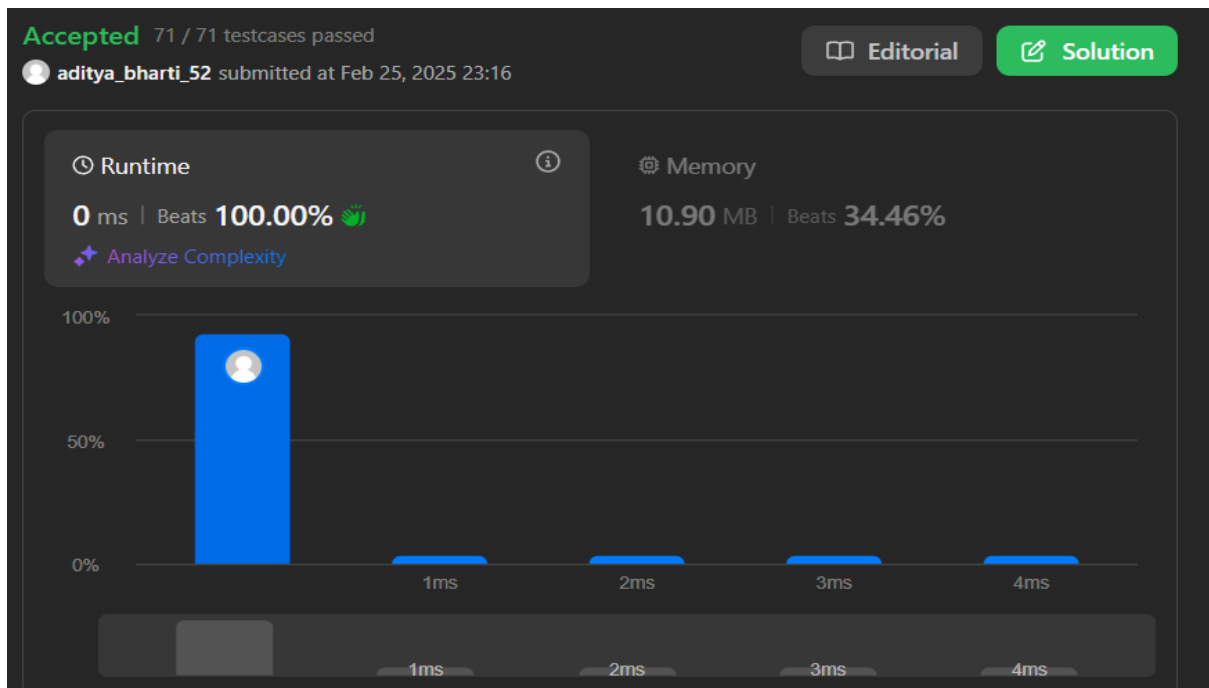 Accepted 71 / 71 testcases passed
Editorial
Solution
aditya_bharti_52 submitted at Feb 25, 2025 23:16
Runtime
0 ms | Beats 100.00%
Analyze Complexity
Memory
10.90 MB | Beats 34.46%
100%
50%
0%
1ms 2ms 3ms 4ms
1ms 2ms 3ms 4ms